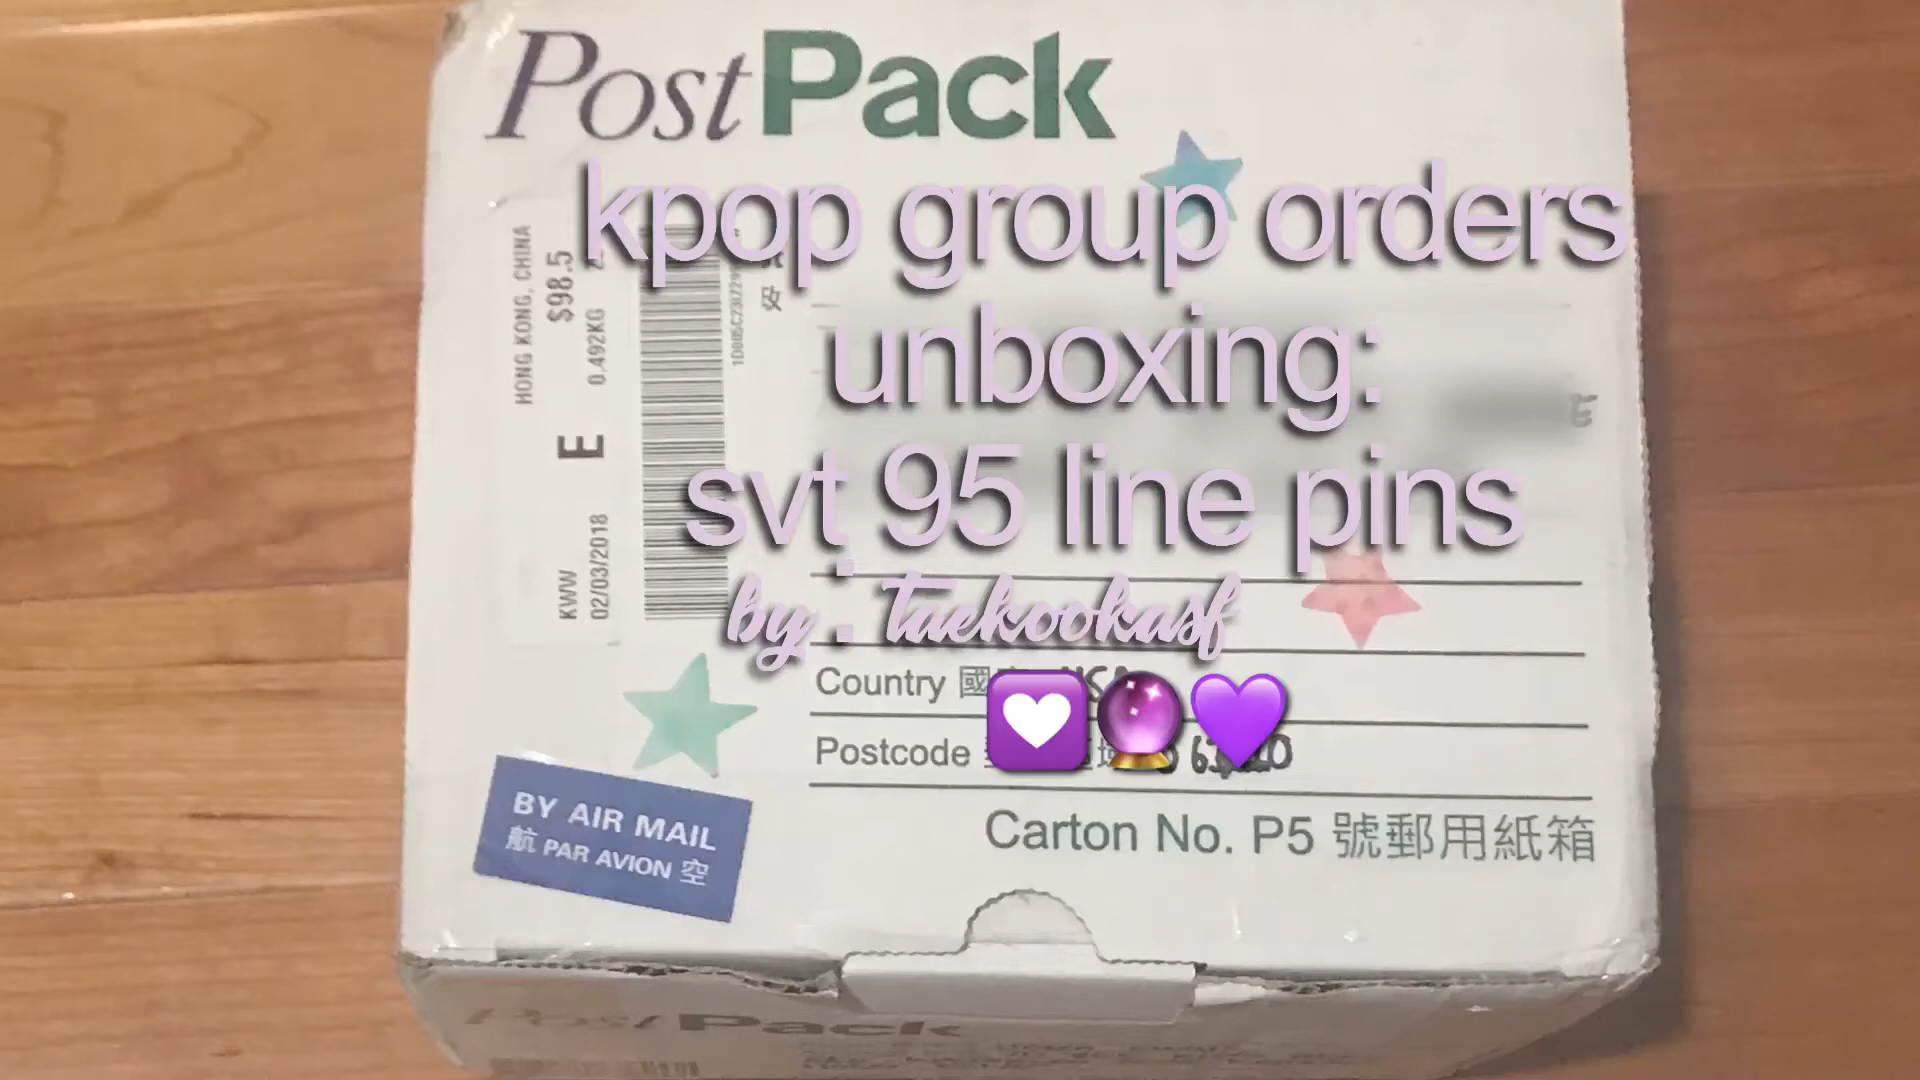 PostPack
kpop group orders
unboxing:
svt 95 line pins
by : taekookasf
HONG KONG, CHINA
$98.5
0.492KG
E
KWW
02/03/2018
Country 國
Postcode
BY AIR MAIL
航 PAR AVION 空
Carton No. P5 號郵用紙箱
PostPack